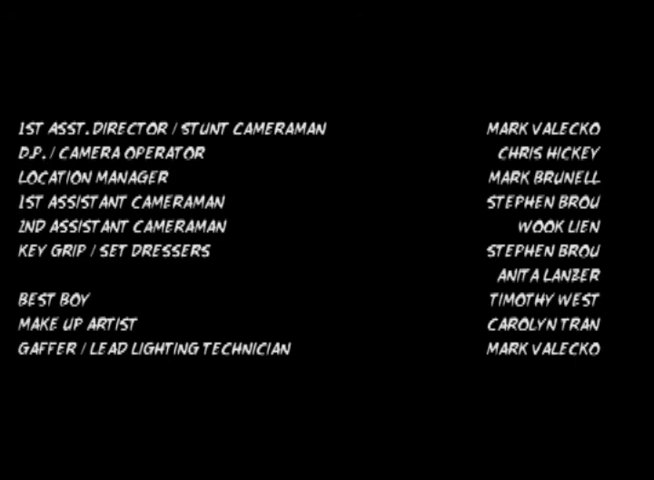 1ST ASST. DIRECTOR / STUNT CAMERAMAN MARK VALECKO
D.P. / CAMERA OPERATOR CHRIS HICKEY
LOCATION MANAGER MARK BRUNELL
1ST ASSISTANT CAMERAMAN STEPHEN BROU
2ND ASSISTANT CAMERAMAN WOOK LIEN
KEY GRIP / SET DRESSERS STEPHEN BROU
ANITA LANZER
BEST BOY TIMOTHY WEST
MAKE UP ARTIST CAROLYN TRAN
GAFFER / LEAD LIGHTING TECHNICIAN MARK VALECKO